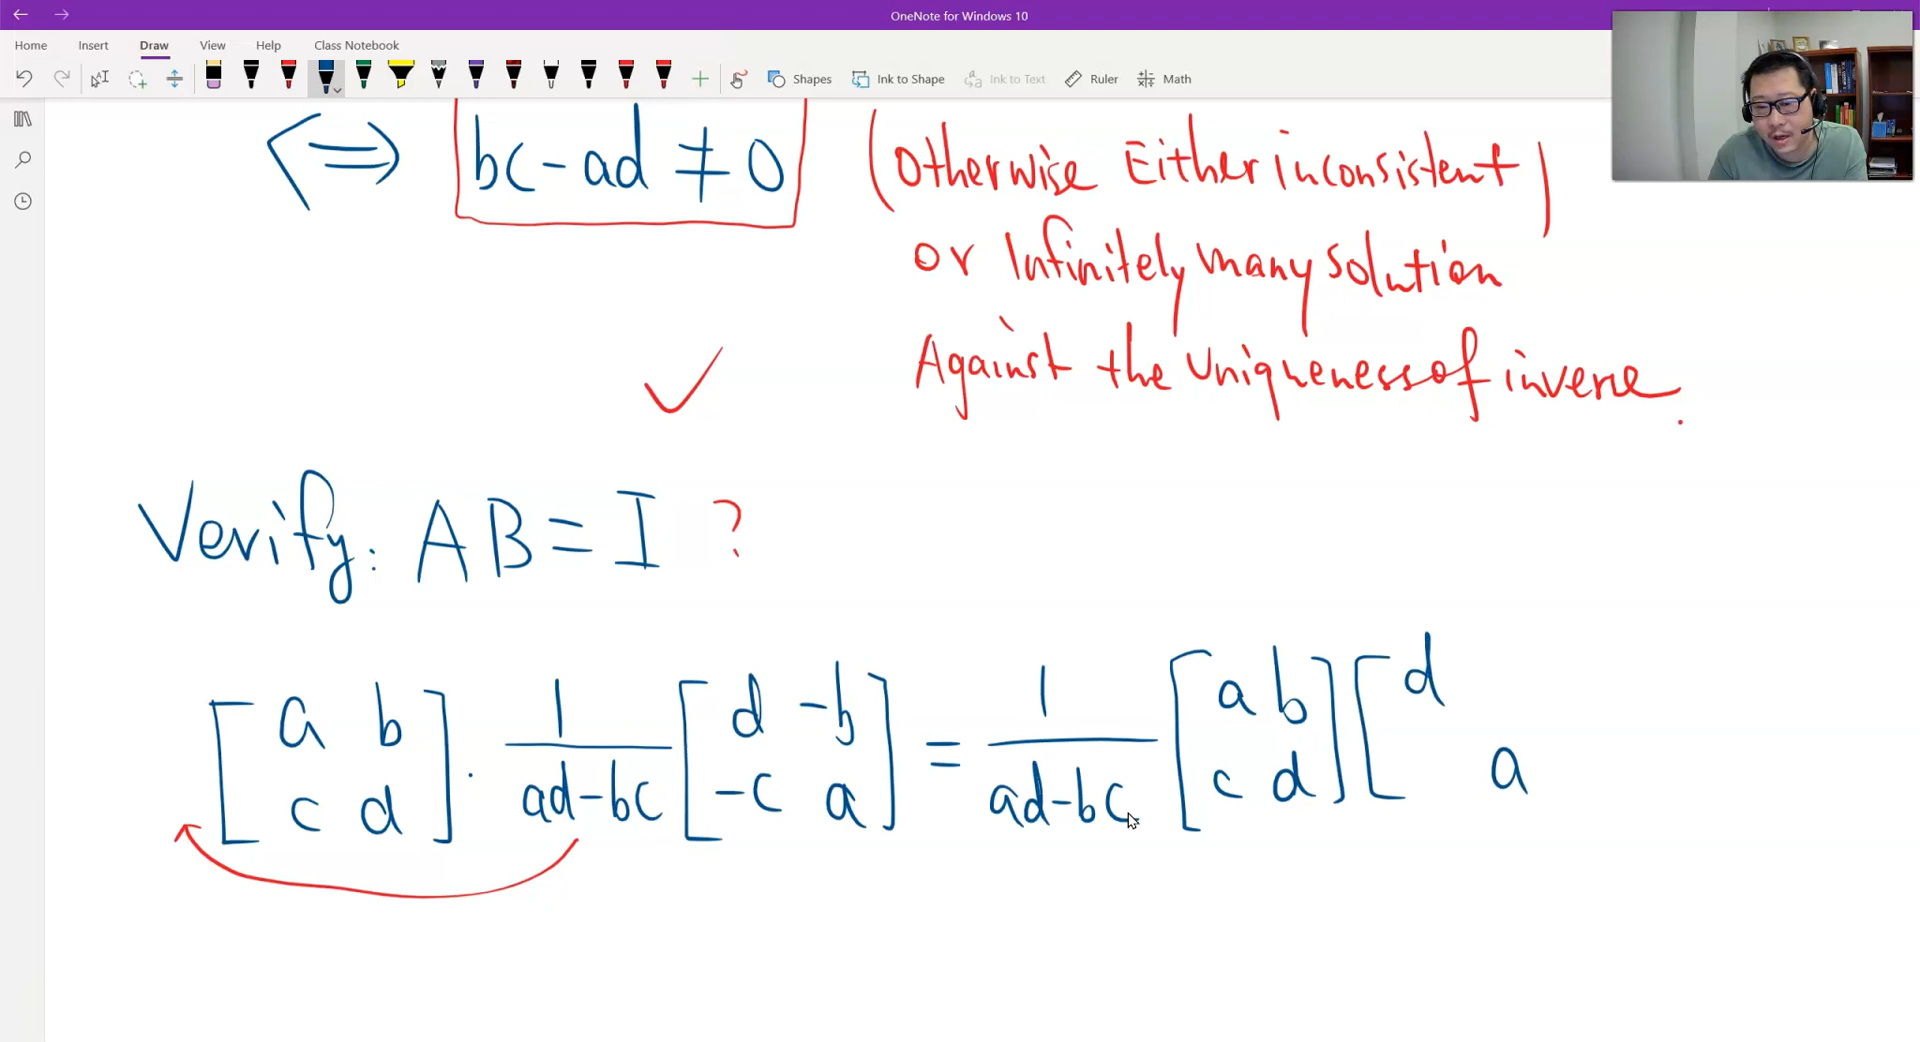 OneNote for Windows 10
Home Insert Draw View Help Class Notebook
Shapes Ink to Shape Ink to Text Ruler Math
⟺ bc-ad ≠ 0 (Otherwise Either inconsistent)
or Infinitely many solution
Against the Uniqueness of inverse.
Verify: AB = I ?
[a b; c d] · 1/(ad-bc) [d -b; -c a] = 1/(ad-bc) [a b; c d] [d a